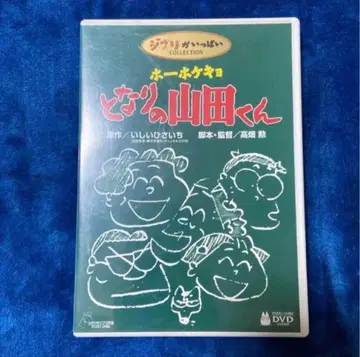 ジブリがいっぱい
COLLECTION
ホーホケキョ
となりの山田くん
原作／いしいひさいち 脚本・監督／高畑 勲
DVD